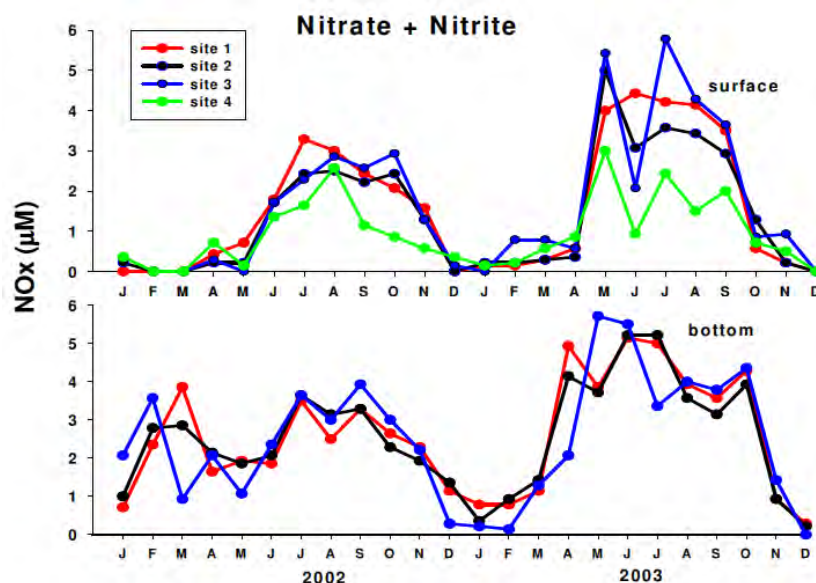 Nitrate + Nitrite
6
5
4
3
2
1
0
site 1
site 2
site 3
site 4
surface
J F M A M J J A S O N D J F M A M J J A S O N D
NOx (µM)
6
5
4
3
2
1
0
bottom
J F M A M J J A S O N D J F M A M J J A S O N D
2002 2003